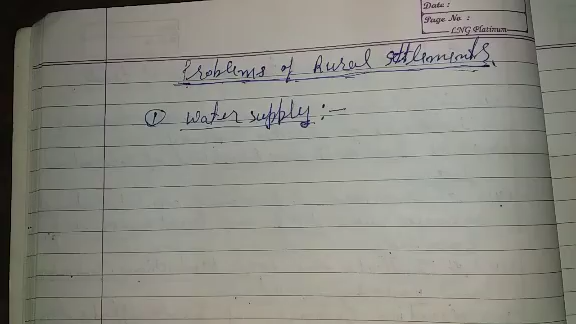 Date :
Page No. :
LNG Platinum
Problems of Rural Settlements
① Water supply :-